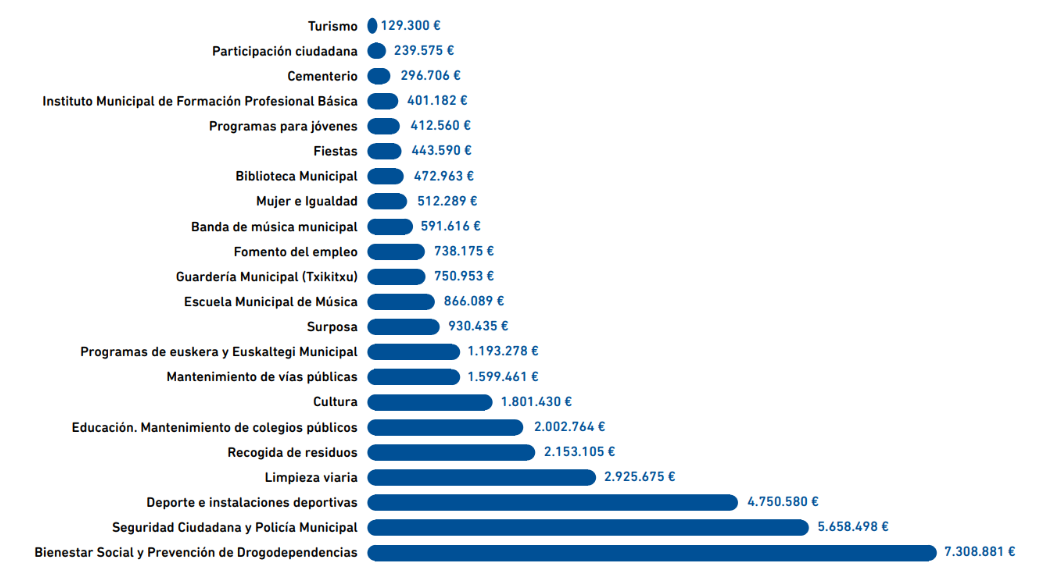 Turismo 129.300 €
Participación ciudadana 239.575 €
Cementerio 296.706 €
Instituto Municipal de Formación Profesional Básica 401.182 €
Programas para jóvenes 412.560 €
Fiestas 443.590 €
Biblioteca Municipal 472.963 €
Mujer e Igualdad 512.289 €
Banda de música municipal 591.616 €
Fomento del empleo 738.175 €
Guardería Municipal (Txikitxu) 750.953 €
Escuela Municipal de Música 866.089 €
Surposa 930.435 €
Programas de euskera y Euskaltegi Municipal 1.193.278 €
Mantenimiento de vías públicas 1.599.461 €
Cultura 1.801.430 €
Educación. Mantenimiento de colegios públicos 2.002.764 €
Recogida de residuos 2.153.105 €
Limpieza viaria 2.925.675 €
Deporte e instalaciones deportivas 4.750.580 €
Seguridad Ciudadana y Policía Municipal 5.658.498 €
Bienestar Social y Prevención de Drogodependencias 7.308.881 €